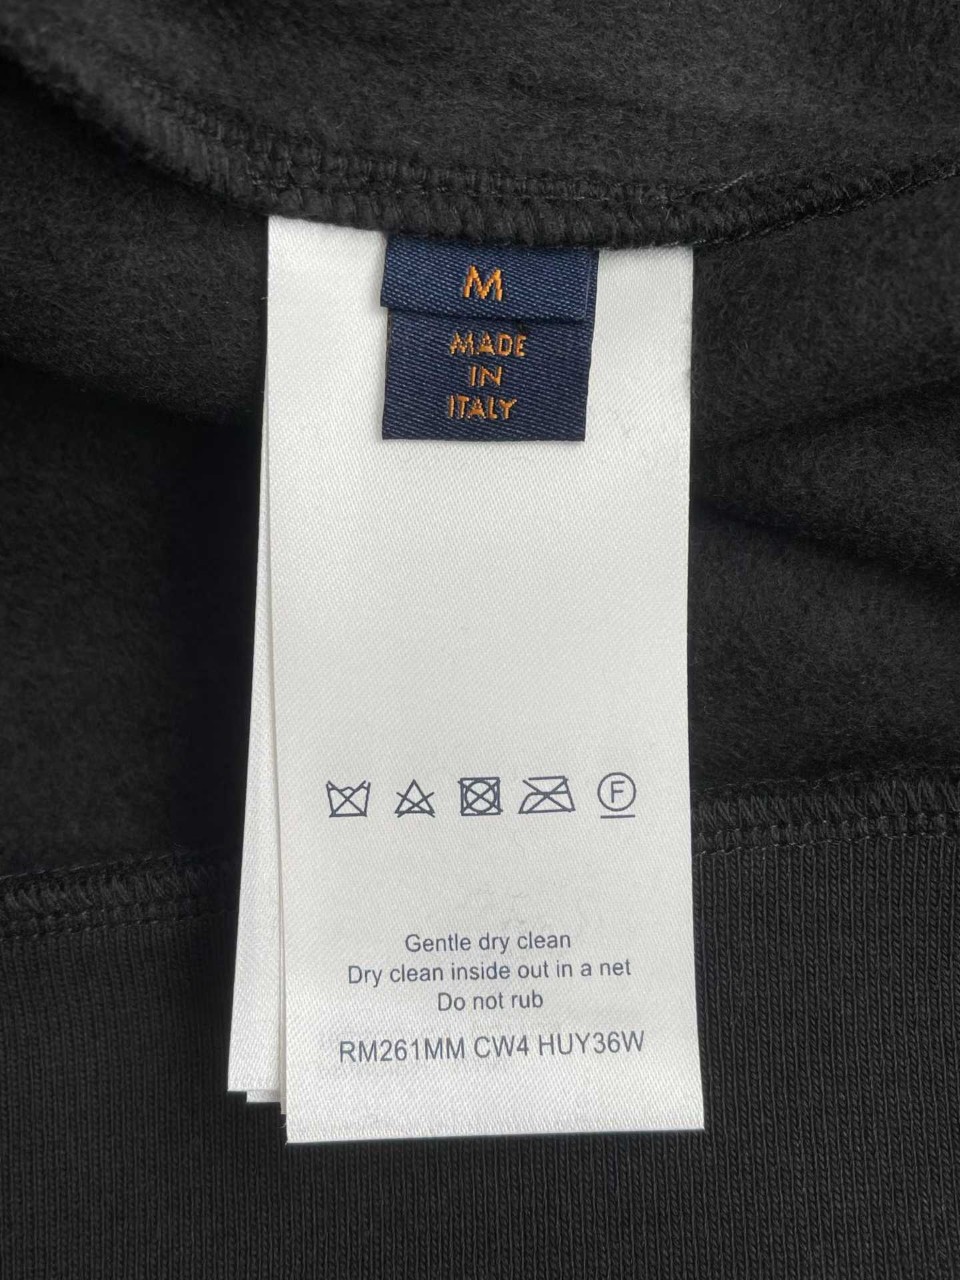 M
MADE
IN
ITALY
F
Gentle dry clean
Dry clean inside out in a net
Do not rub
RM261MM CW4 HUY36W